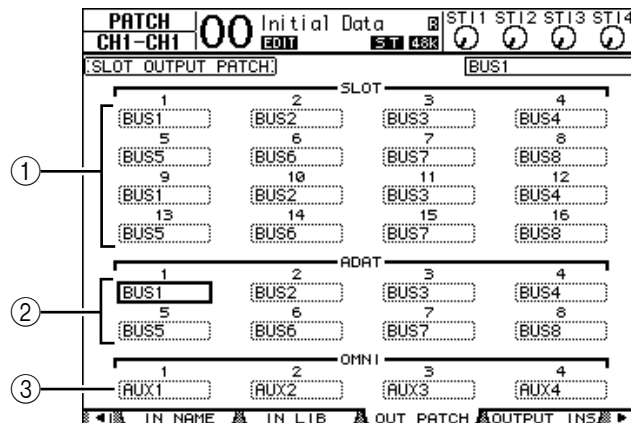 PATCH
CH1-CH1
00 Initial Data R
EDIT ST 48K
STI1 STI2 STI3 STI4
SLOT OUTPUT PATCH BUS1
SLOT
1 2 3 4
BUS1 BUS2 BUS3 BUS4
5 6 7 8
BUS5 BUS6 BUS7 BUS8
9 10 11 12
BUS1 BUS2 BUS3 BUS4
13 14 15 16
BUS5 BUS6 BUS7 BUS8
1
ADAT
1 2 3 4
BUS1 BUS2 BUS3 BUS4
5 6 7 8
BUS5 BUS6 BUS7 BUS8
2
OMNI
1 2 3 4
AUX1 AUX2 AUX3 AUX4
3
IN NAME IN LIB OUT PATCH OUTPUT INS